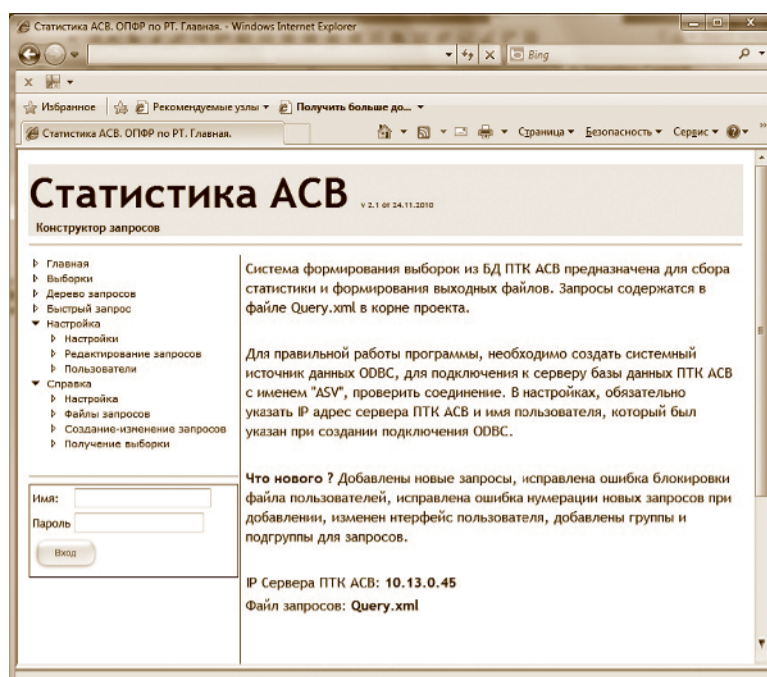 Статистика АСВ. ОПФР по РТ. Главная. - Windows Internet Explorer
Bing
Избранное
Рекомендуемые узлы
Получить больше до...
Статистика АСВ. ОПФР по РТ. Главная.
Страница
Безопасность
Сервис
Статистика АСВ v 2.1 от 24.11.2010
Конструктор запросов
Главная
Выборки
Дерево запросов
Быстрый запрос
Настройка
Настройки
Редактирование запросов
Пользователи
Справка
Настройка
Файлы запросов
Создание-изменение запросов
Получение выборки
Имя:
Пароль
Вход
Система формирования выборок из БД ПТК АСВ предназначена для сбора
статистики и формирования выходных файлов. Запросы содержатся в
файле Query.xml в корне проекта.
Для правильной работы программы, необходимо создать системный
источник данных ODBC, для подключения к серверу базы данных ПТК АСВ
с именем "ASV", проверить соединение. В настройках, обязательно
указать IP адрес сервера ПТК АСВ и имя пользователя, который был
указан при создании подключения ODBC.
Что нового ? Добавлены новые запросы, исправлена ошибка блокировки
файла пользователей, исправлена ошибка нумерации новых запросов при
добавлении, изменен нтерфейс пользователя, добавлены группы и
подгруппы для запросов.
IP Сервера ПТК АСВ: 10.13.0.45
Файл запросов: Query.xml